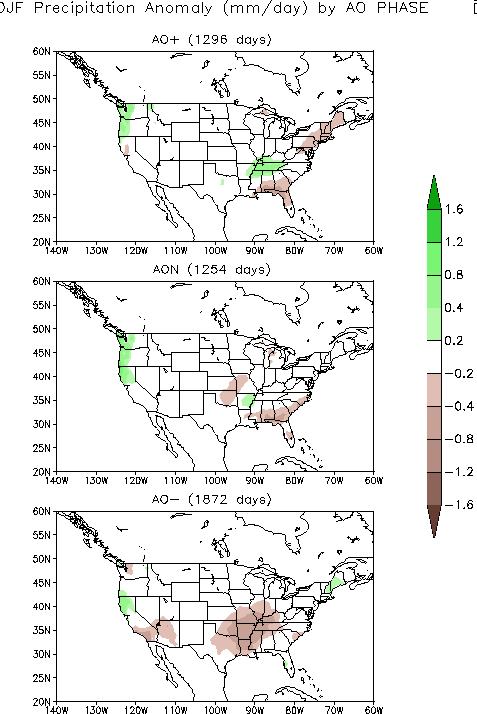 DJF Precipitation Anomaly (mm/day) by AO PHASE
AO+ (1296 days)
60N
55N
50N
45N
40N
35N
30N
25N
20N
140W 120W 110W 100W 90W 80W 70W 60W
AON (1254 days)
60N
55N
50N
45N
40N
35N
30N
25N
20N
140W 120W 110W 100W 90W 80W 70W 60W
AO− (1872 days)
60N
55N
50N
45N
40N
35N
30N
25N
20N
140W 120W 110W 100W 90W 80W 70W 60W
1.6
1.2
0.8
0.4
0.2
−0.2
−0.4
−0.8
−1.2
−1.6